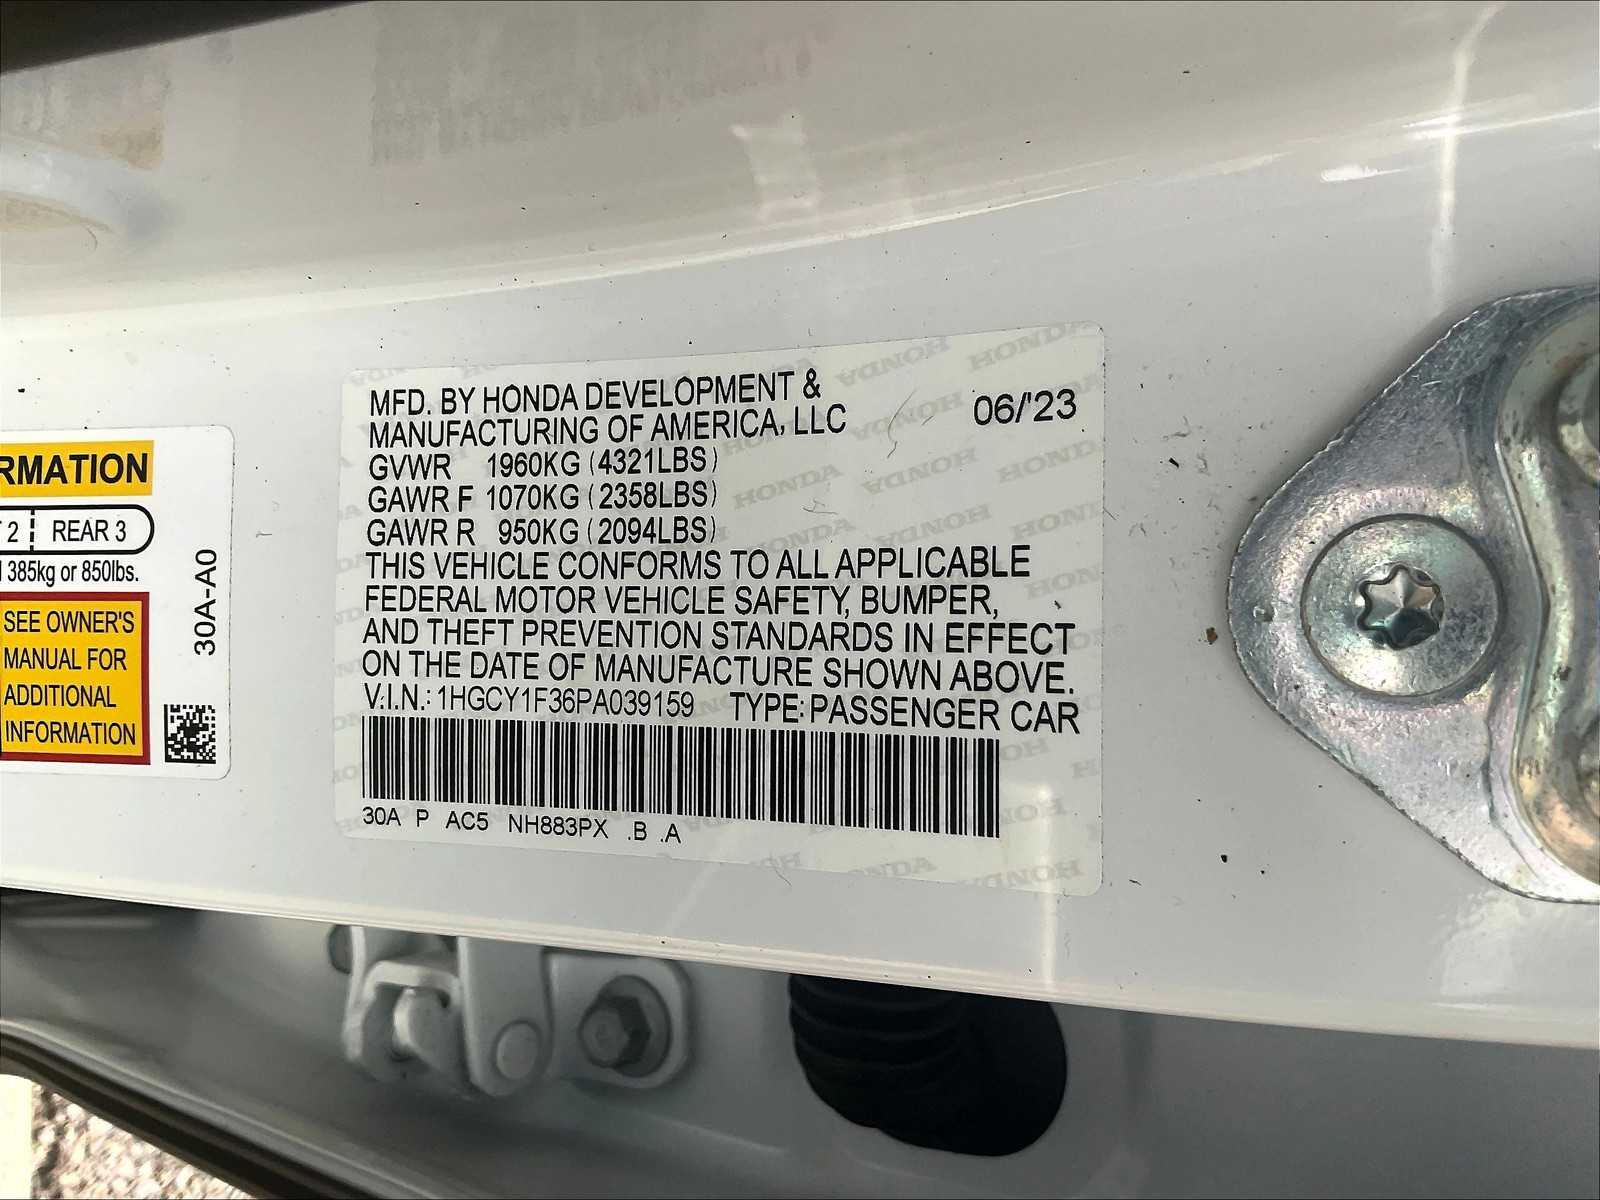 RMATION
2 REAR 3
385kg or 850lbs.
SEE OWNER'S
MANUAL FOR
ADDITIONAL
INFORMATION
30A-A0
MFD. BY HONDA DEVELOPMENT &
MANUFACTURING OF AMERICA, LLC
06/'23
GVWR 1960KG (4321LBS)
GAWR F 1070KG (2358LBS)
GAWR R 950KG (2094LBS)
THIS VEHICLE CONFORMS TO ALL APPLICABLE
FEDERAL MOTOR VEHICLE SAFETY, BUMPER,
AND THEFT PREVENTION STANDARDS IN EFFECT
ON THE DATE OF MANUFACTURE SHOWN ABOVE.
V.I.N.: 1HGCY1F36PA039159 TYPE: PASSENGER CAR
30A P AC5 NH883PX .B .A